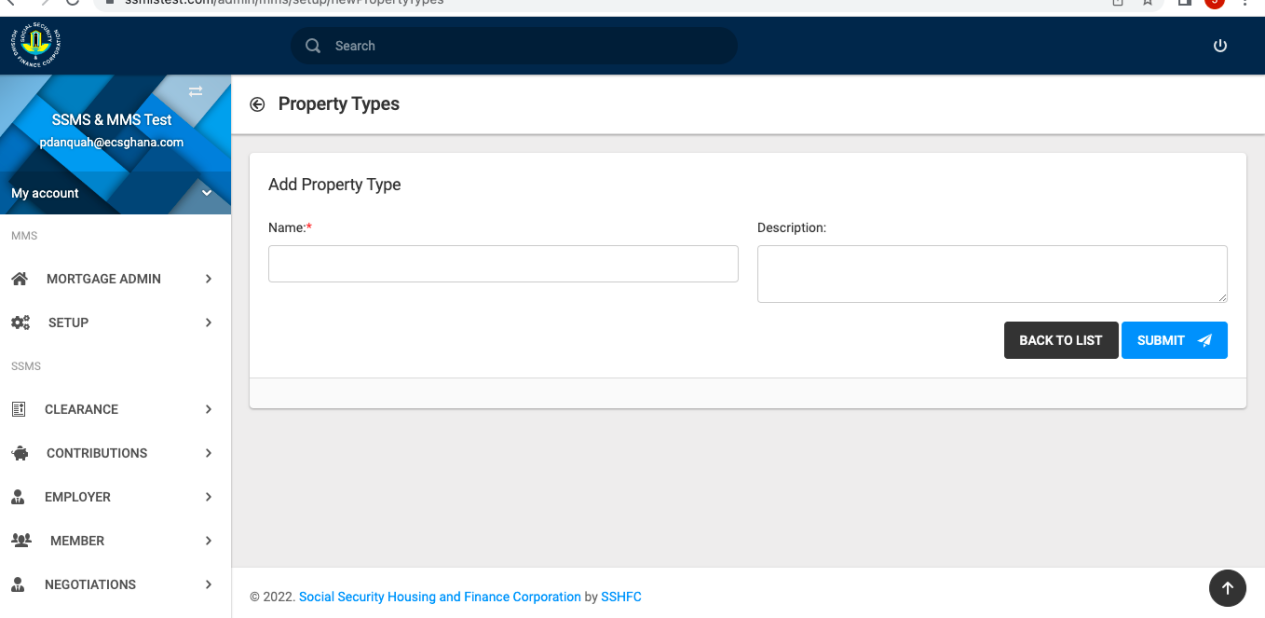 ssmistest.com/admin/mms/setup/newPropertyTypes
Search
SSMS & MMS Test
pdanquah@ecsghana.com
My account
MMS
MORTGAGE ADMIN
SETUP
SSMS
CLEARANCE
CONTRIBUTIONS
EMPLOYER
MEMBER
NEGOTIATIONS
Property Types
Add Property Type
Name:*
Description:
BACK TO LIST
SUBMIT
© 2022. Social Security Housing and Finance Corporation by SSHFC